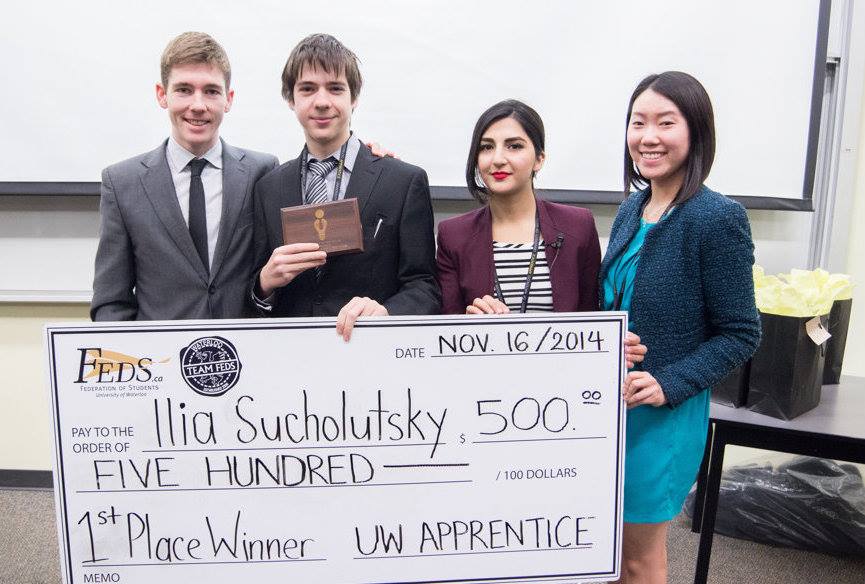 FEDS.ca
FEDERATION OF STUDENTS
University of Waterloo
WATERLOO
TEAM FEDS
DATE NOV. 16/2014
PAY TO THE
ORDER OF Ilia Sucholutsky $ 500.00
FIVE HUNDRED / 100 DOLLARS
1st Place Winner UW APPRENTICE
MEMO